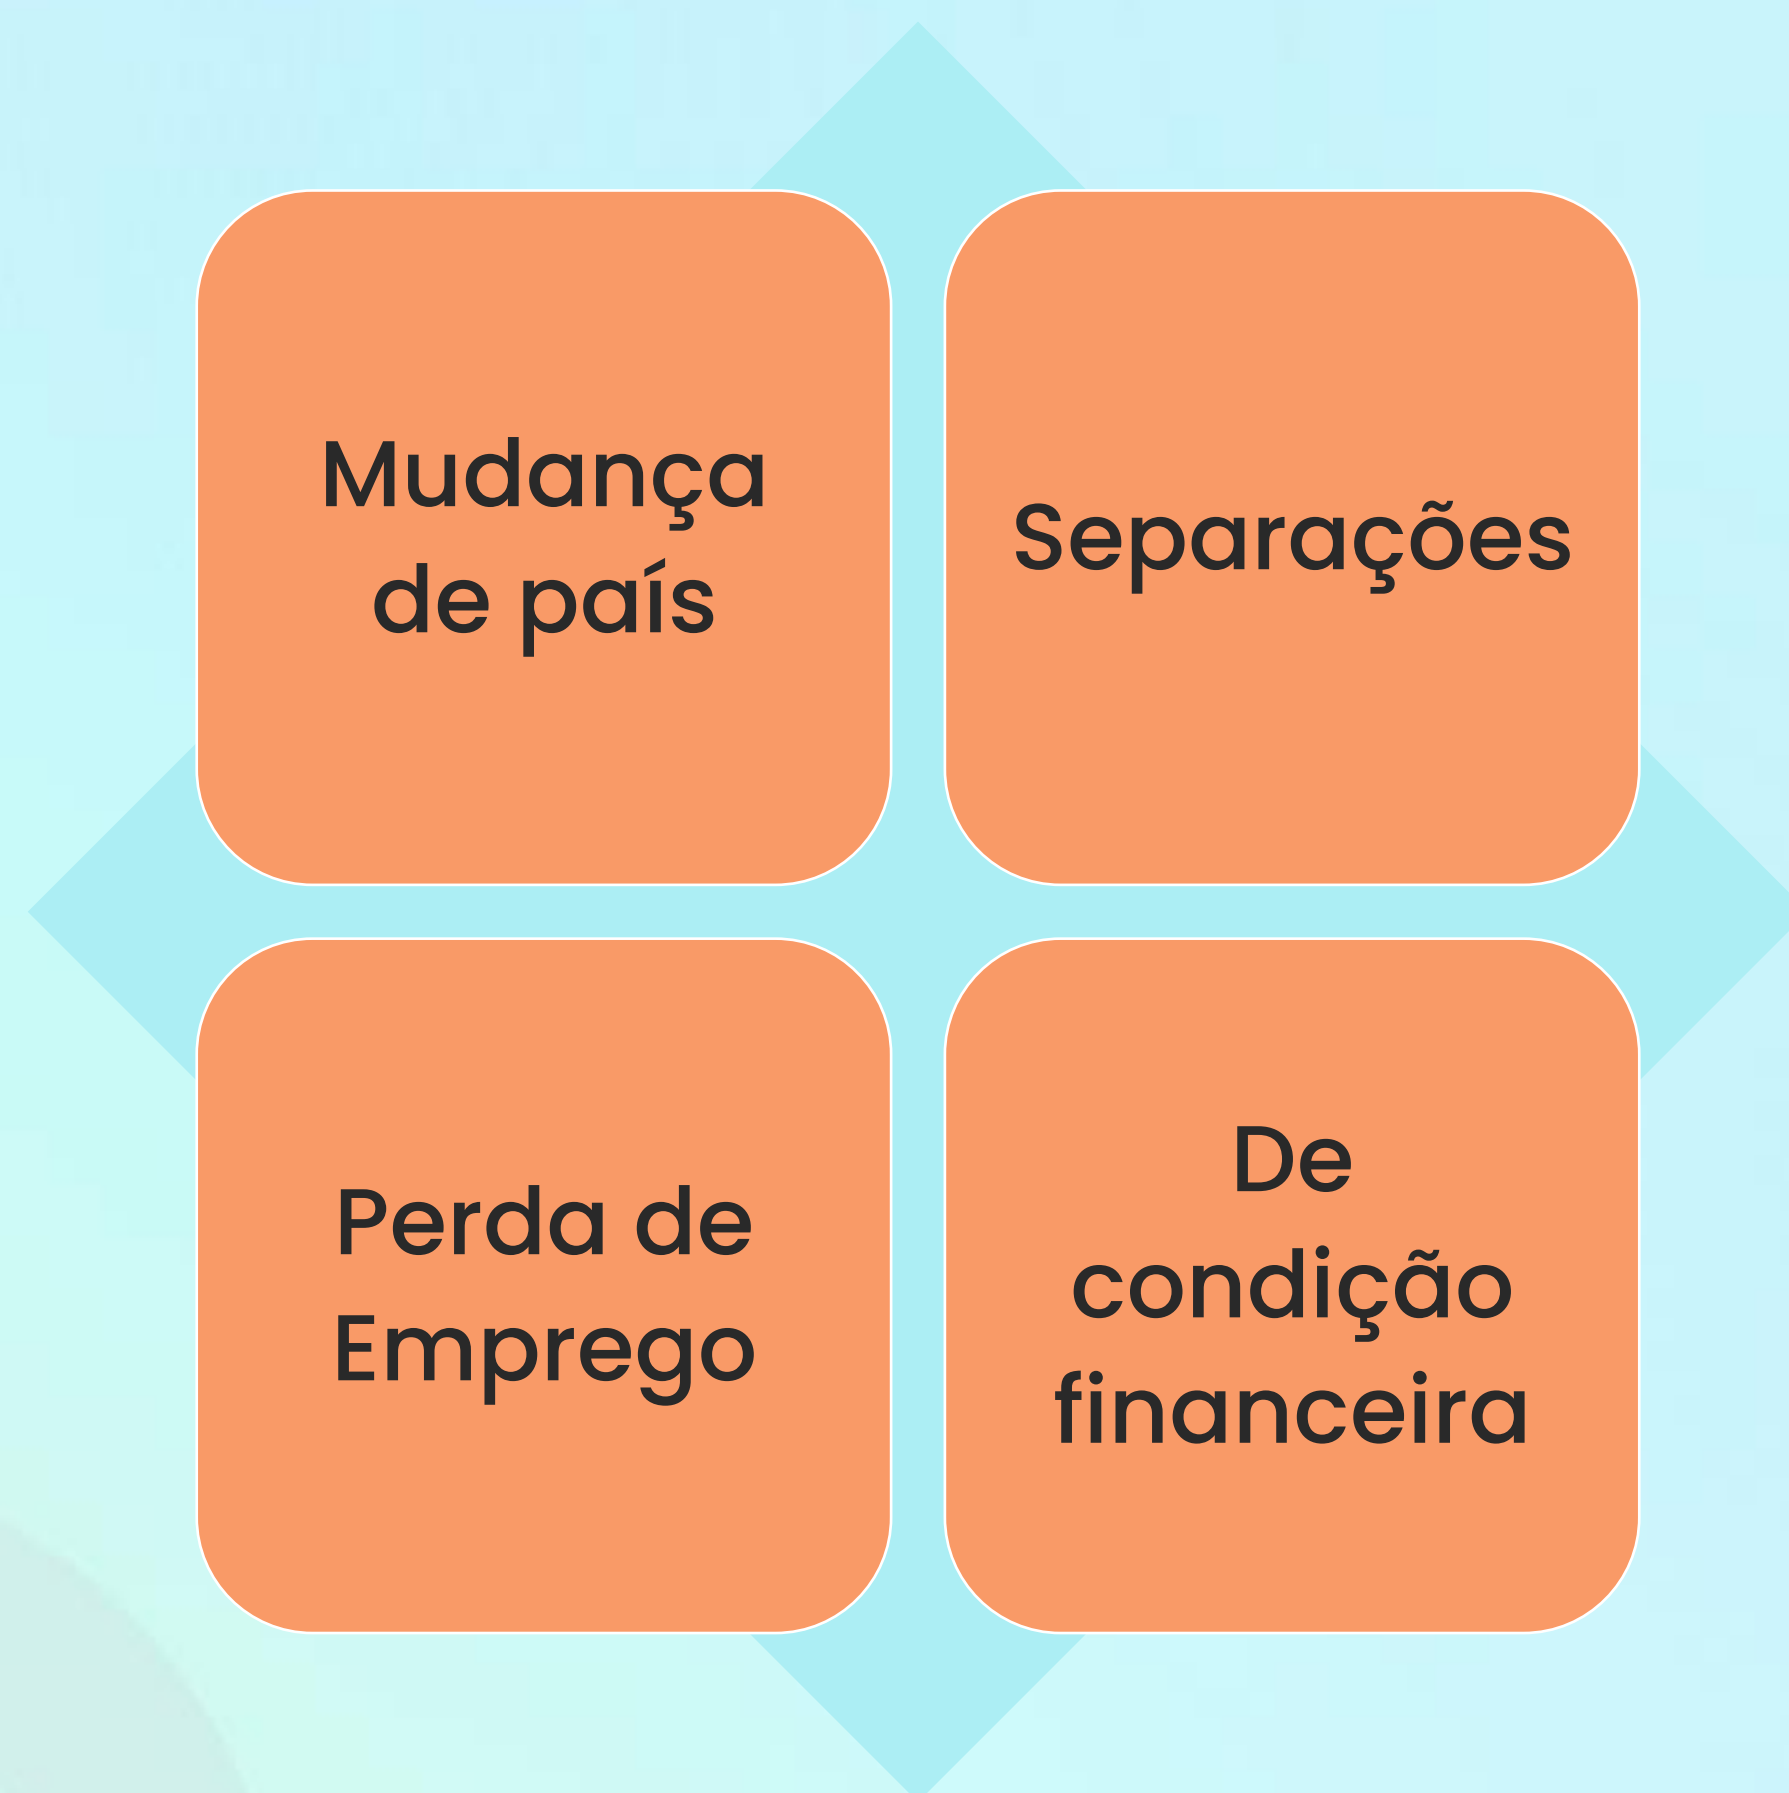 Mudança
de país
Separações
Perda de
Emprego
De
condição
financeira